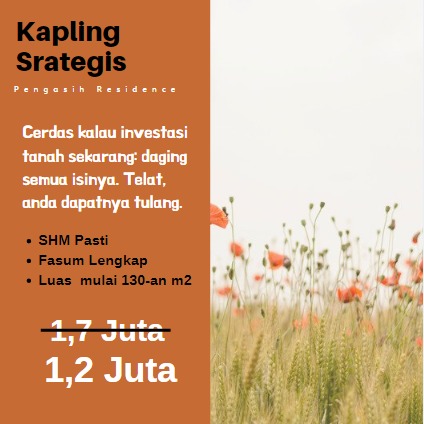 Kapling
Srategis
Pengasih Residence
Cerdas kalau investasi
tanah sekarang: daging
semua isinya. Telat,
anda dapatnya tulang.
• SHM Pasti
• Fasum Lengkap
• Luas mulai 130-an m2
1,7 Juta
1,2 Juta